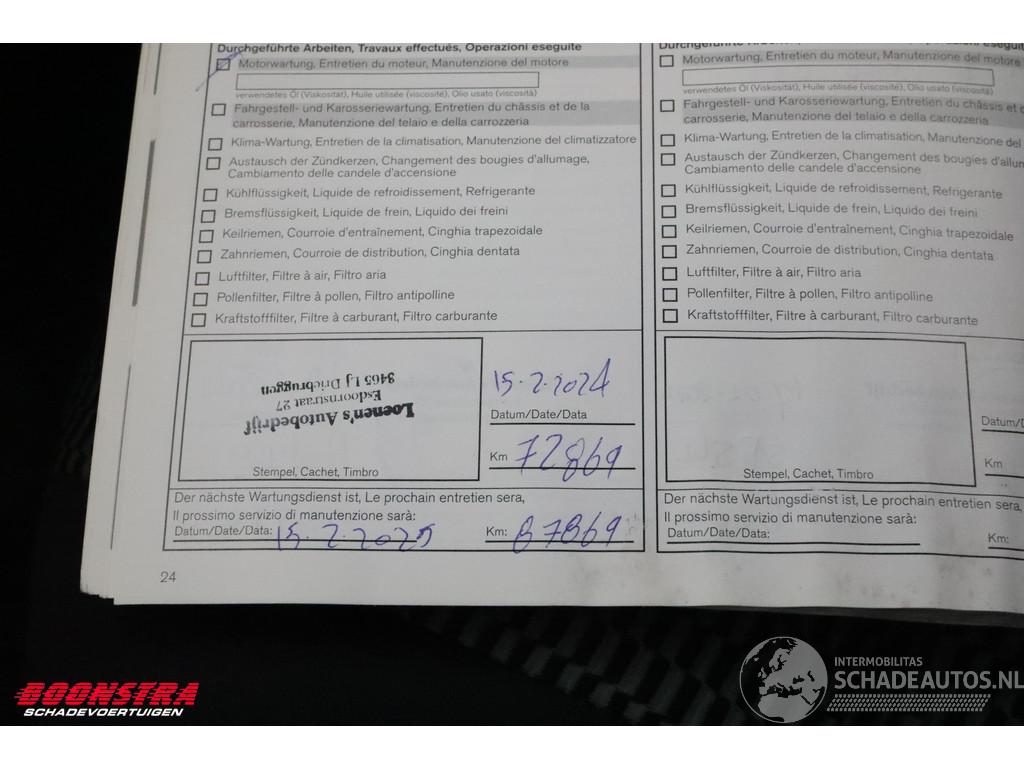 Durchgeführte Arbeiten, Travaux effectués, Operazioni eseguite
Motorwartung, Entretien du moteur, Manutenzione del motore
verwendetes Öl (Viskosität), Huile utilisée (viscosité), Olio usato (viscosità)
Fahrgestell- und Karosseriewartung, Entretien du châssis et de la
carrosserie, Manutenzione del telaio e della carrozzeria
Klima-Wartung, Entretien de la climatisation, Manutenzione del climatizzatore
Austausch der Zündkerzen, Changement des bougies d'allumage,
Cambiamento delle candele d'accensione
Kühlflüssigkeit, Liquide de refroidissement, Refrigerante
Bremsflüssigkeit, Liquide de frein, Liquido dei freini
Keilriemen, Courroie d'entraînement, Cinghia trapezoidale
Zahnriemen, Courroie de distribution, Cinghia dentata
Luftfilter, Filtre à air, Filtro aria
Pollenfilter, Filtre à pollen, Filtro antipolline
Kraftstofffilter, Filtre à carburant, Filtro carburante
Loenen's Autobedrijf
Esdoornstraat 27
3465 LJ Driebruggen
Stempel, Cachet, Timbro
15-2-2024
Datum/Date/Data
Km 72869
Der nächste Wartungsdienst ist, Le prochain entretien sera,
Il prossimo servizio di manutenzione sarà:
Datum/Date/Data: 15-2-2025 Km: 87869
24
Motorwartung, Entretien du moteur, Manutenzione del motore
verwendetes Öl (Viskosität), Huile utilisée (viscosité), Olio usato (viscosità)
Fahrgestell- und Karosseriewartung, Entretien du châssis et d
carrosserie, Manutenzione del telaio e della carrozzeria
Klima-Wartung, Entretien de la climatisation, Manutenzione del
Austausch der Zündkerzen, Changement des bougies d'allum
Cambiamento delle candele d'accensione
Kühlflüssigkeit, Liquide de refroidissement, Refrigerante
Bremsflüssigkeit, Liquide de frein, Liquido dei freini
Keilriemen, Courroie d'entraînement, Cinghia trapezoidale
Zahnriemen, Courroie de distribution, Cinghia dentata
Luftfilter, Filtre à air, Filtro aria
Pollenfilter, Filtre à pollen, Filtro antipolline
Kraftstofffilter, Filtre à carburant, Filtro carburante
Stempel, Cachet, Timbro
Datum/D
Km
Der nächste Wartungsdienst ist, Le prochain entretien sera,
Il prossimo servizio di manutenzione sarà:
Datum/Date/Data: Km:
BOONSTRA
SCHADEVOERTUIGEN
INTERMOBILITAS
SCHADEAUTOS.NL